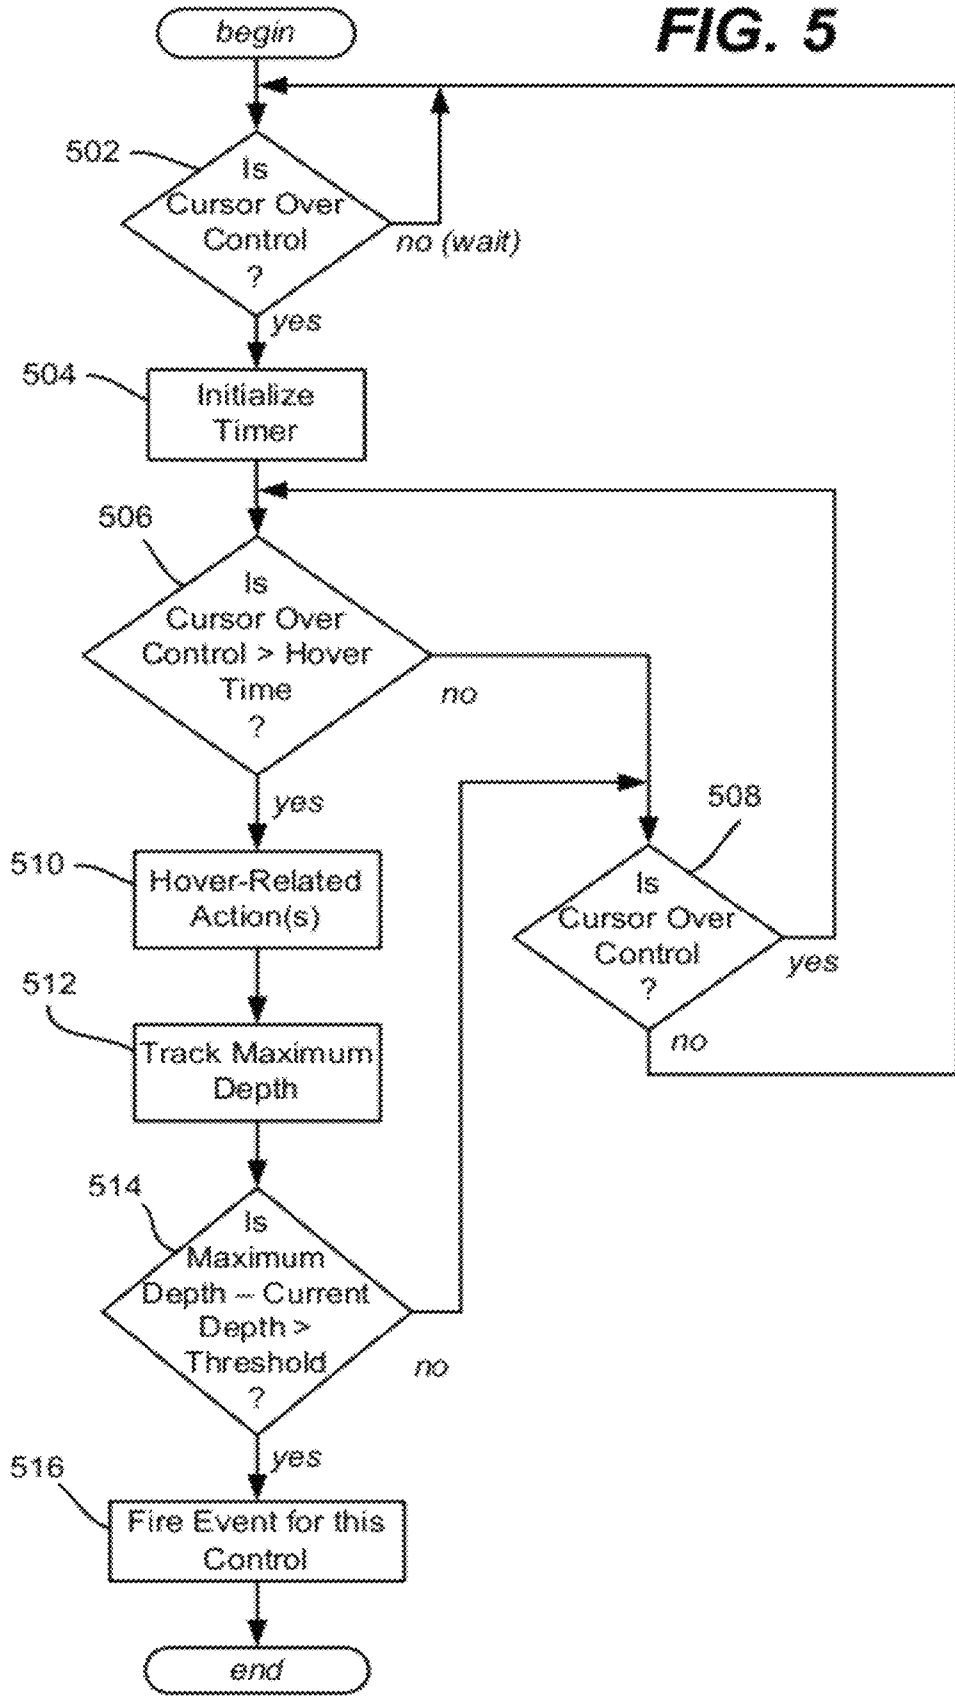 FIG. 5
begin
502
Is
Cursor Over
Control
?
no (wait)
yes
504
Initialize
Timer
506
Is
Cursor Over
Control > Hover
Time
?
no
yes
508
Is
Cursor Over
Control
?
yes
no
510
Hover-Related
Action(s)
512
Track Maximum
Depth
514
Is
Maximum
Depth – Current
Depth >
Threshold
?
no
yes
516
Fire Event for this
Control
end